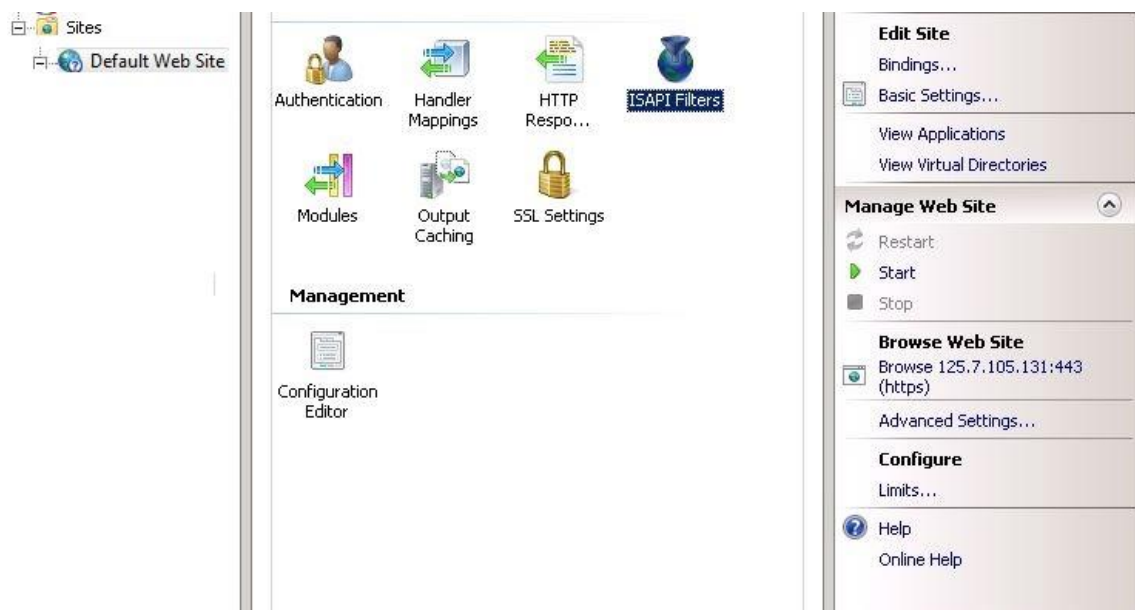 Sites
Default Web Site
Authentication
Handler
Mappings
HTTP
Respo...
ISAPI Filters
Modules
Output
Caching
SSL Settings
Management
Configuration
Editor
Edit Site
Bindings...
Basic Settings...
View Applications
View Virtual Directories
Manage Web Site
Restart
Start
Stop
Browse Web Site
Browse 125.7.105.131:443
(https)
Advanced Settings...
Configure
Limits...
Help
Online Help